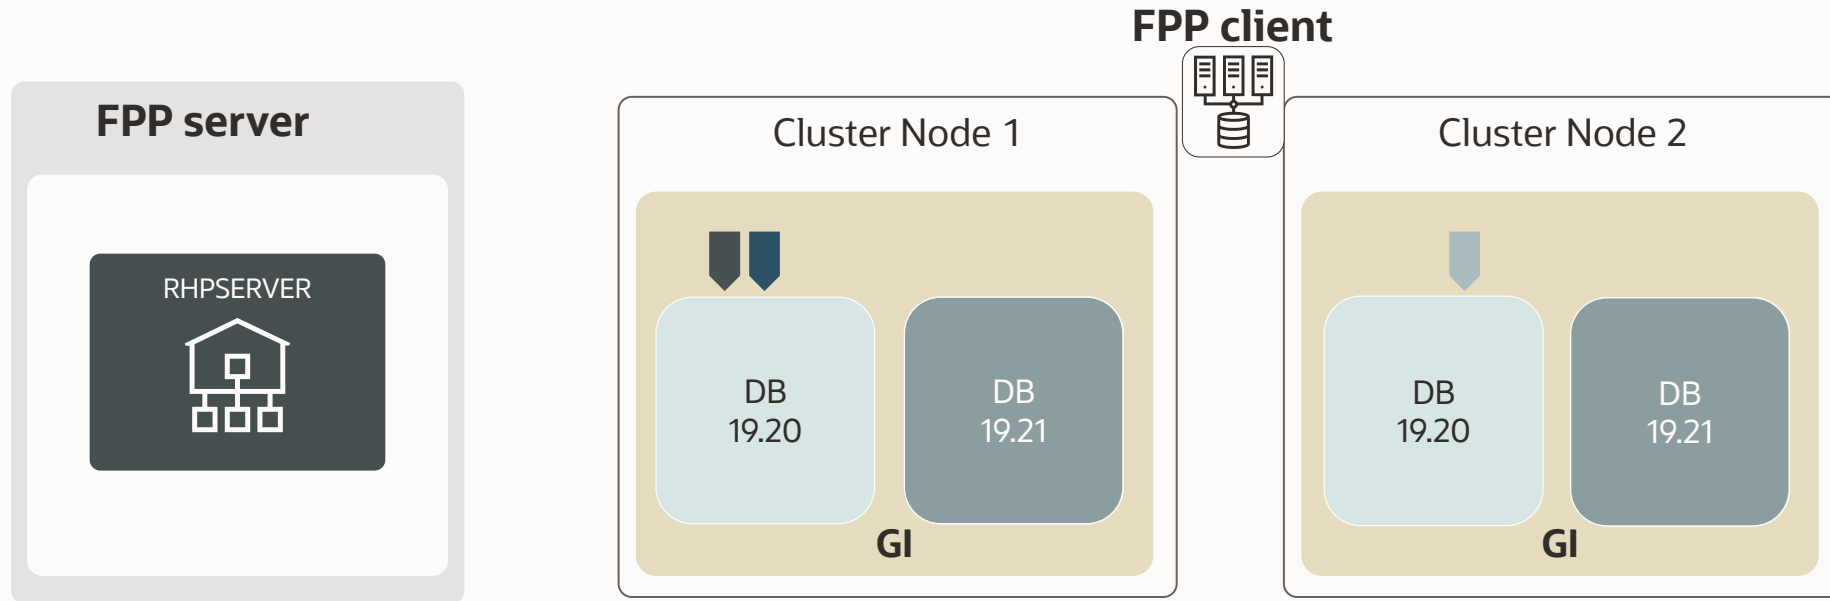 FPP client
FPP server
RHPSERVER
Cluster Node 1
DB
19.20
DB
19.21
GI
Cluster Node 2
DB
19.20
DB
19.21
GI